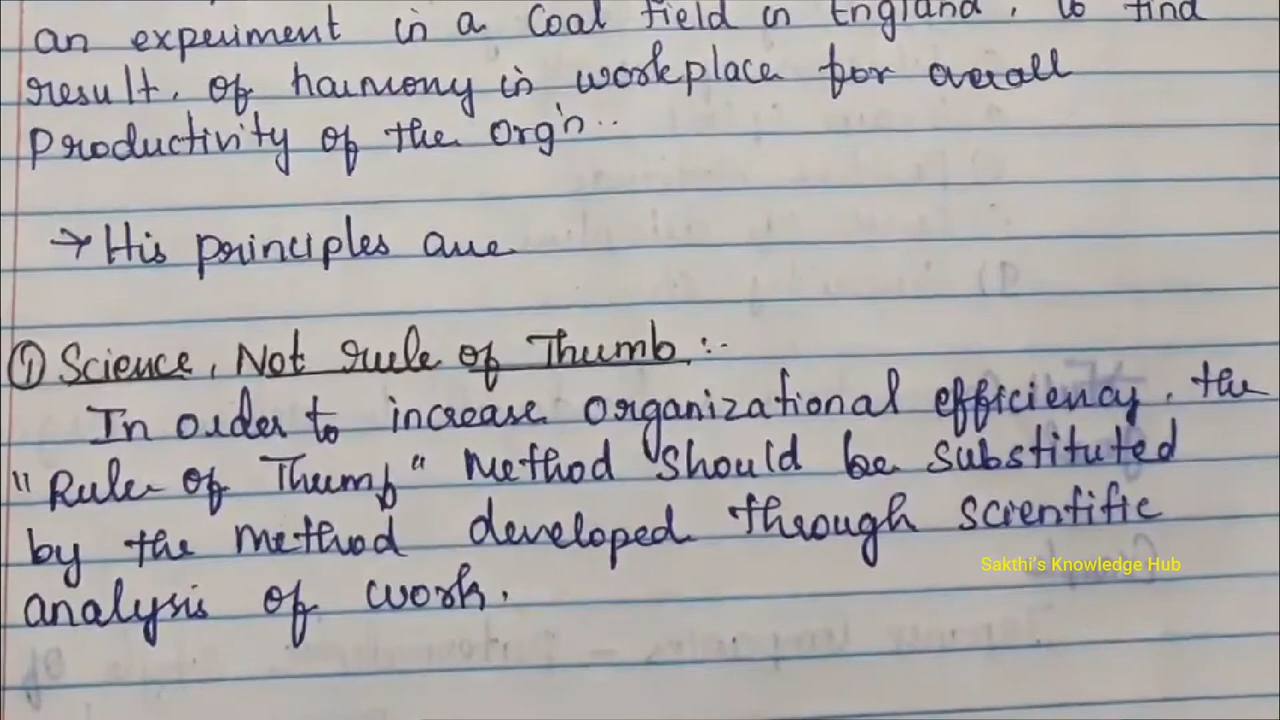 an experiment in a Coal field in England, to find
result. of harmony in workplace for overall
Productivity of the Org'n..
→ His principles are
① Science, Not rule of Thumb :-
In order to increase organizational efficiency, the
"Rule of Thumb" Method should be substituted
by the Method developed through scientific
analysis of work.
Sakthi's Knowledge Hub